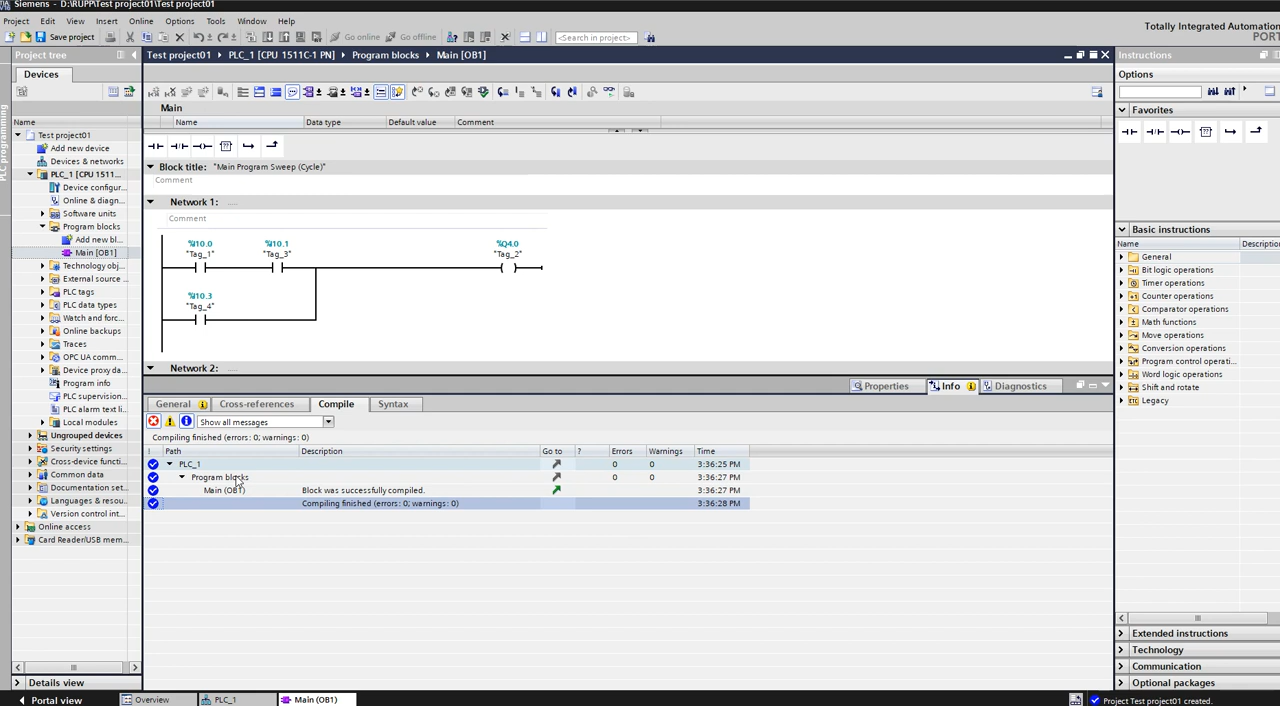 Siemens - D:\RUPP\Test project01\Test project01
Project Edit View Insert Online Options Tools Window Help
Totally Integrated Automation
PORT
Save project Go online Go offline <Search in project>
Project tree
Test project01 PLC_1 [CPU 1511C-1 PN] Program blocks Main [OB1]
Instructions
Devices
Options
Name
Test project01
Add new device
Devices & networks
PLC_1 [CPU 1511...
Device configur...
Online & diagn...
Software units
Program blocks
Add new bl...
Main [OB1]
Technology obj...
External source ...
PLC tags
PLC data types
Watch and forc...
Online backups
Traces
OPC UA comm...
Device proxy da...
Program info
PLC supervision...
PLC alarm text li...
Local modules
Ungrouped devices
Security settings
Cross-device functi...
Common data
Documentation set...
Languages & resou...
Version control int...
Online access
Card Reader/USB mem...
Details view
PLC programming
Main
Name Data type Default value Comment
Block title: "Main Program Sweep (Cycle)"
Comment
Network 1: .....
Comment
%I10.0 %I10.1 %Q4.0
"Tag_1" "Tag_3" "Tag_2"
%I10.3
"Tag_4"
Network 2: .....
Properties Info Diagnostics
General Cross-references Compile Syntax
Show all messages
Compiling finished (errors: 0; warnings: 0)
! Path Description Go to ? Errors Warnings Time
PLC_1 0 0 3:36:25 PM
Program blocks 0 0 3:36:27 PM
Main (OB1) Block was successfully compiled. 3:36:27 PM
Compiling finished (errors: 0; warnings: 0) 3:36:28 PM
Favorites
Basic instructions
Name Description
General
Bit logic operations
Timer operations
Counter operations
Comparator operations
Math functions
Move operations
Conversion operations
Program control operati...
Word logic operations
Shift and rotate
Legacy
Extended instructions
Technology
Communication
Optional packages
Portal view Overview PLC_1 Main (OB1) Project Test project01 created.